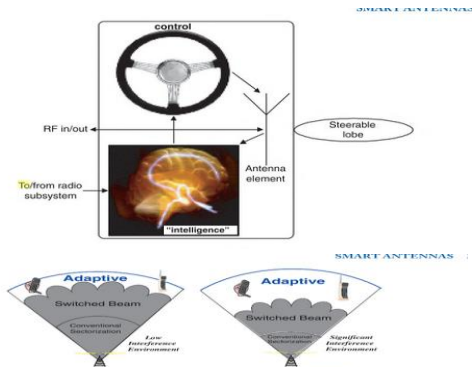 SMART ANTENNAS
control
RF in/out
Steerable
lobe
Antenna
element
To/from radio
subsystem
"intelligence"
SMART ANTENNAS
Adaptive
Switched Beam
Conventional
Sectorization
Low
Interference
Environment
Adaptive
Switched Beam
Conventional
Sectorization
Significant
Interference
Environment